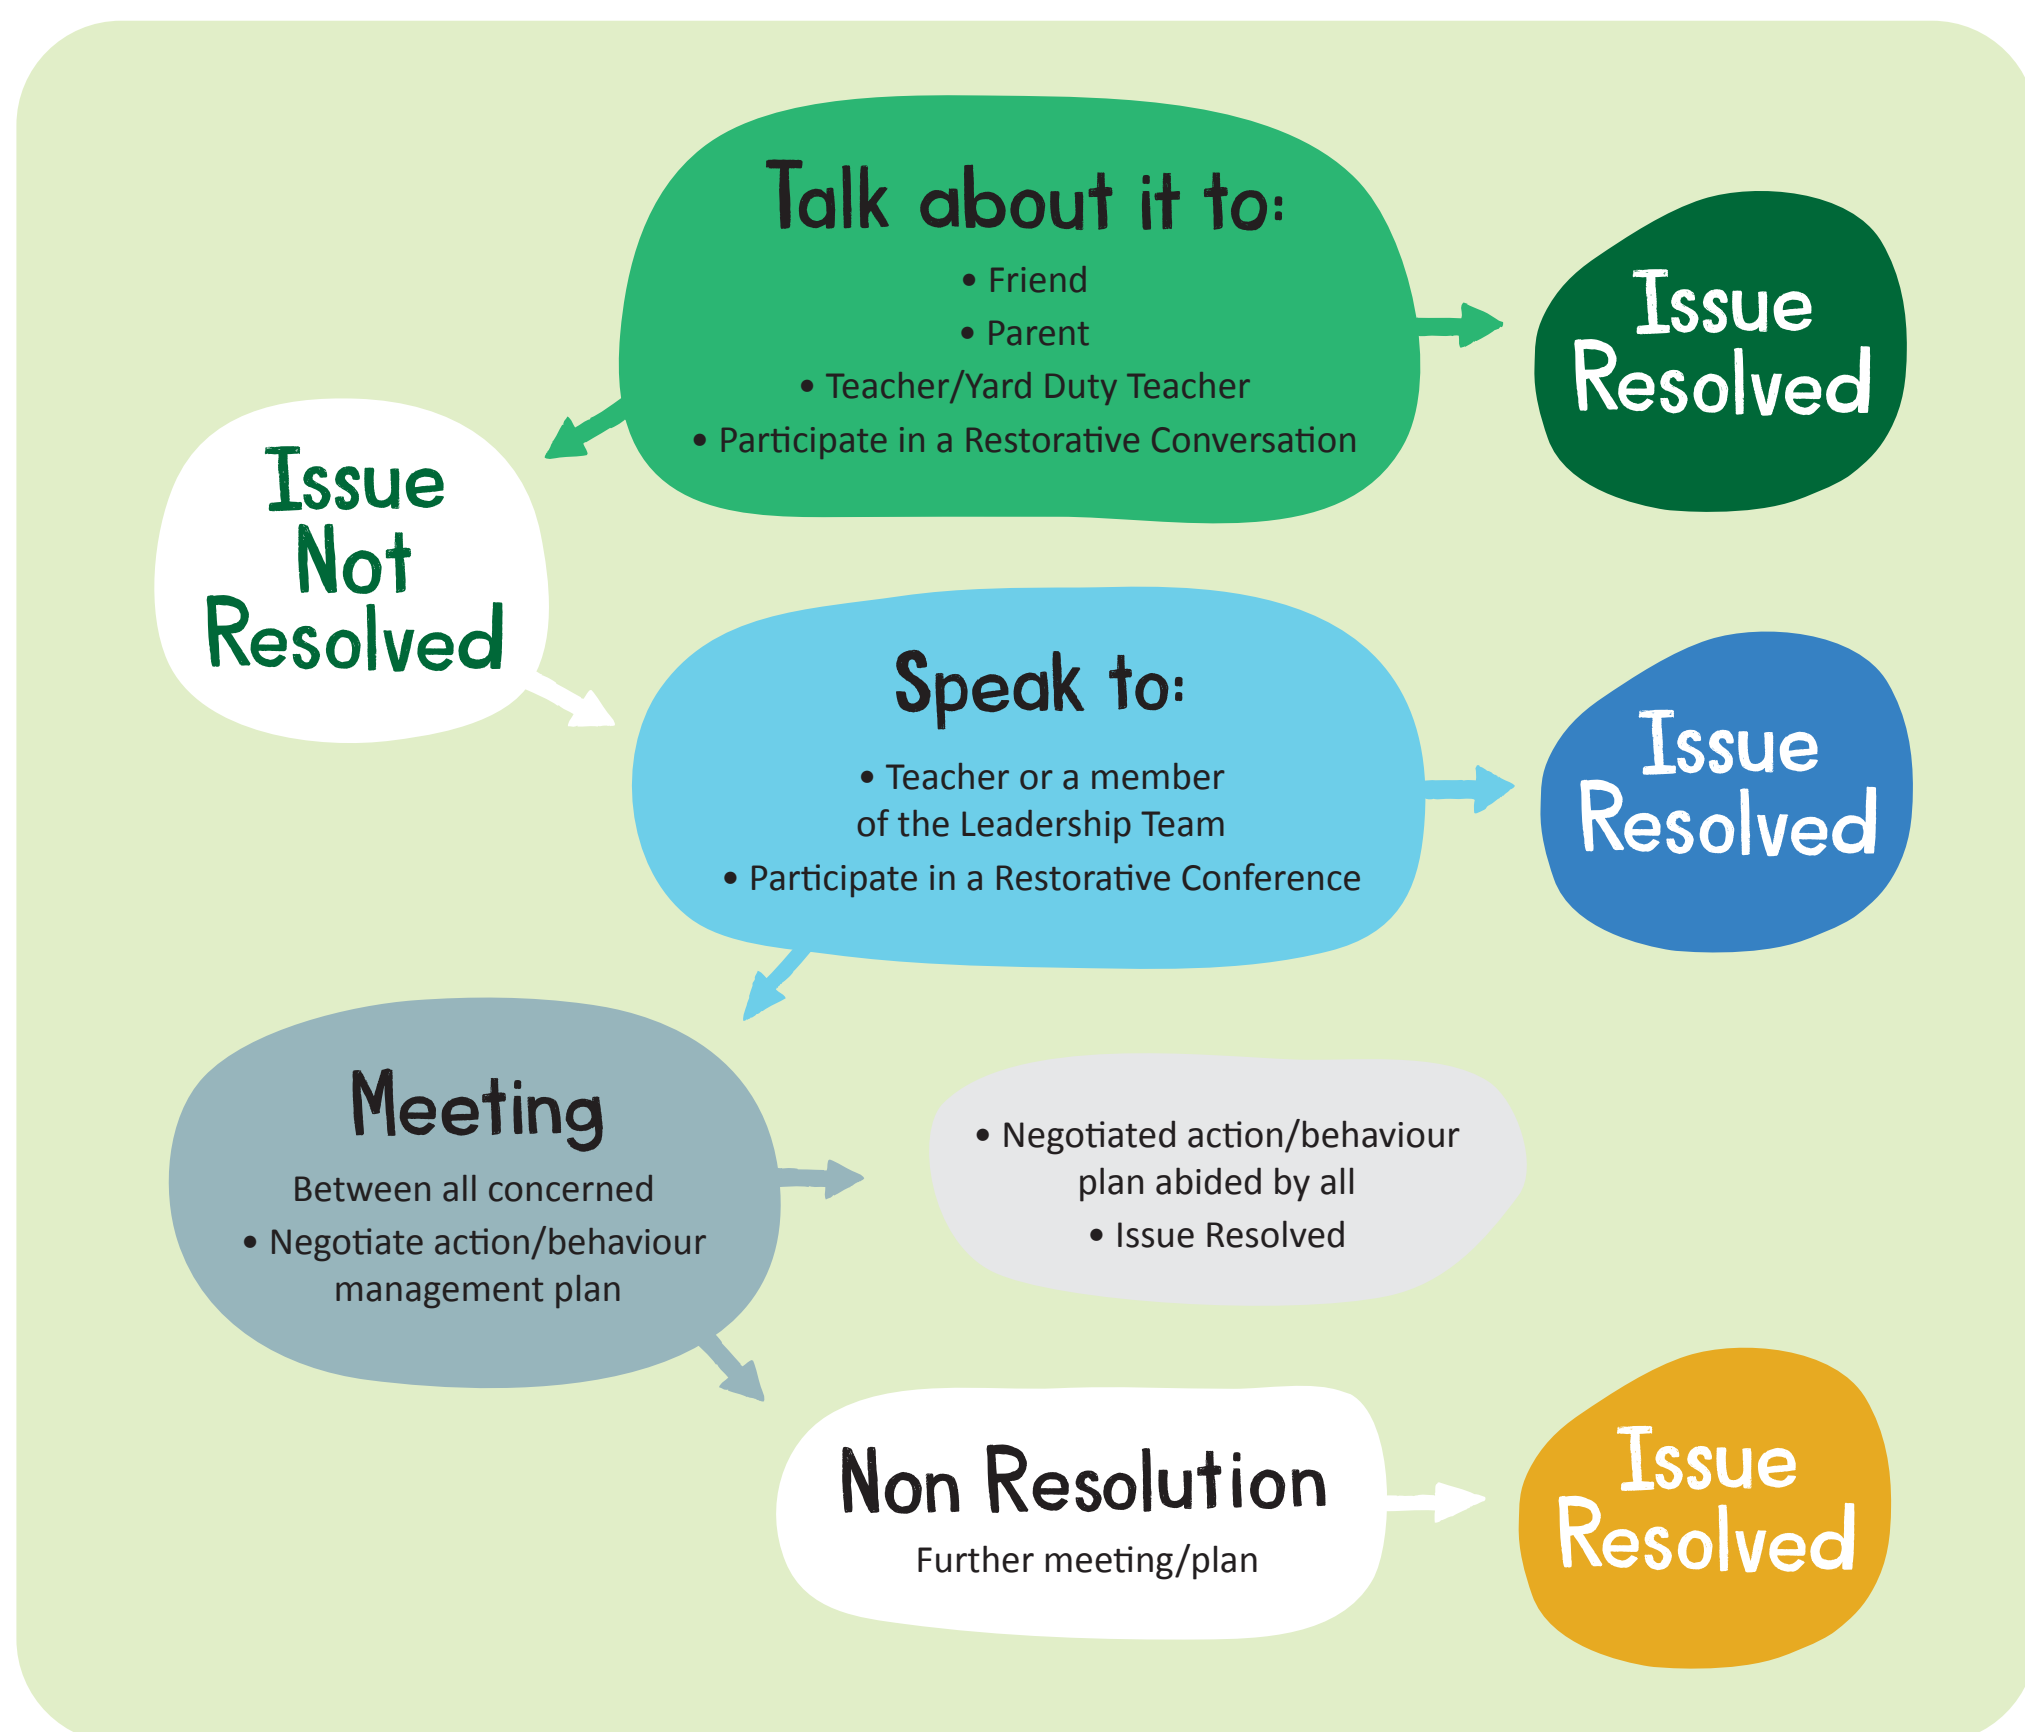 Talk about it to:
• Friend
• Parent
• Teacher/Yard Duty Teacher
• Participate in a Restorative Conversation
Issue
Resolved
Issue
Not
Resolved
Speak to:
• Teacher or a member
of the Leadership Team
• Participate in a Restorative Conference
Issue
Resolved
Meeting
Between all concerned
• Negotiate action/behaviour
management plan
• Negotiated action/behaviour
plan abided by all
• Issue Resolved
Non Resolution
Further meeting/plan
Issue
Resolved